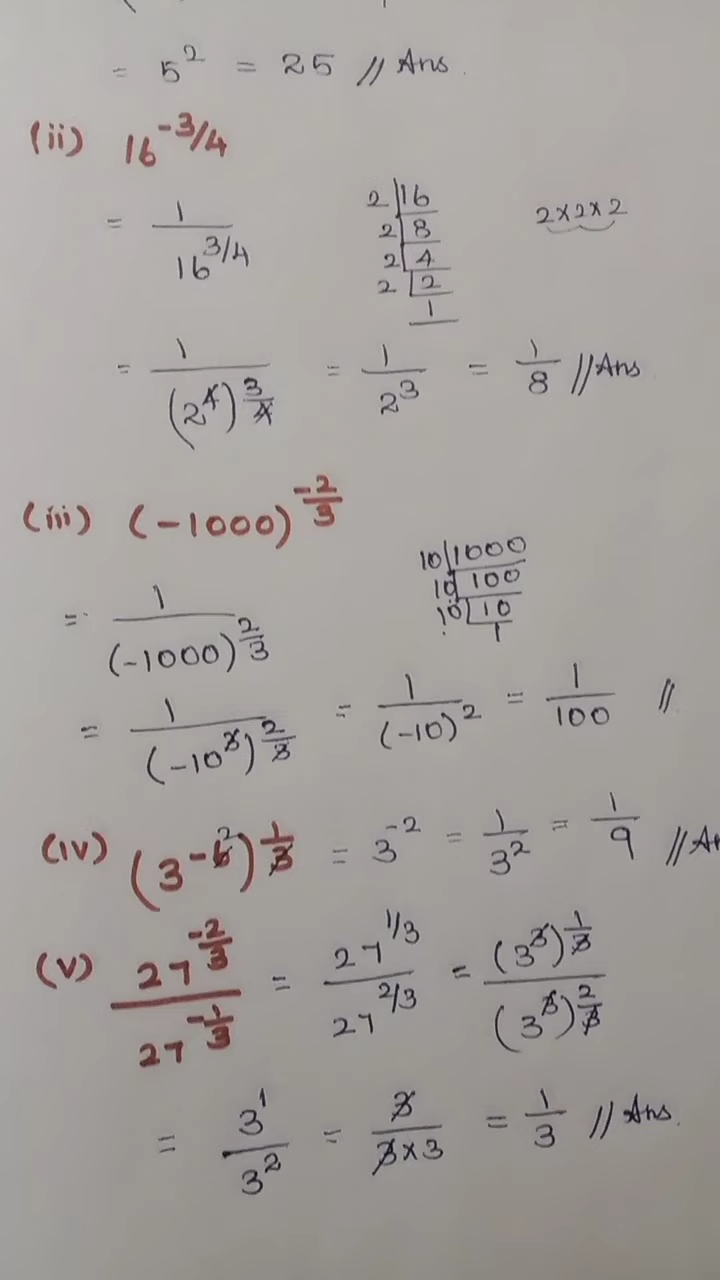 = 5² = 25 // Ans.
(ii) 16^(-3/4)
= 1/16^(3/4)
2|16
2|8
2|4
2|2
1
2×2×2
= 1/(2⁴)^(3/4) = 1/2³ = 1/8 // Ans
(iii) (-1000)^(-2/3)
= 1/(-1000)^(2/3)
10|1000
10|100
10|10
1
= 1/(-10³)^(2/3) = 1/(-10)² = 1/100 //
(iv) (3^(-6))^(1/3) 2 = 3^(-2) = 1/3² = 1/9 // An
(v) 27^(-2/3)/27^(-1/3) = 27^(1/3)/27^(2/3) = (3³)^(1/3)/(3³)^(2/3)
= 3¹/3² = 3/(3×3) = 1/3 // Ans.